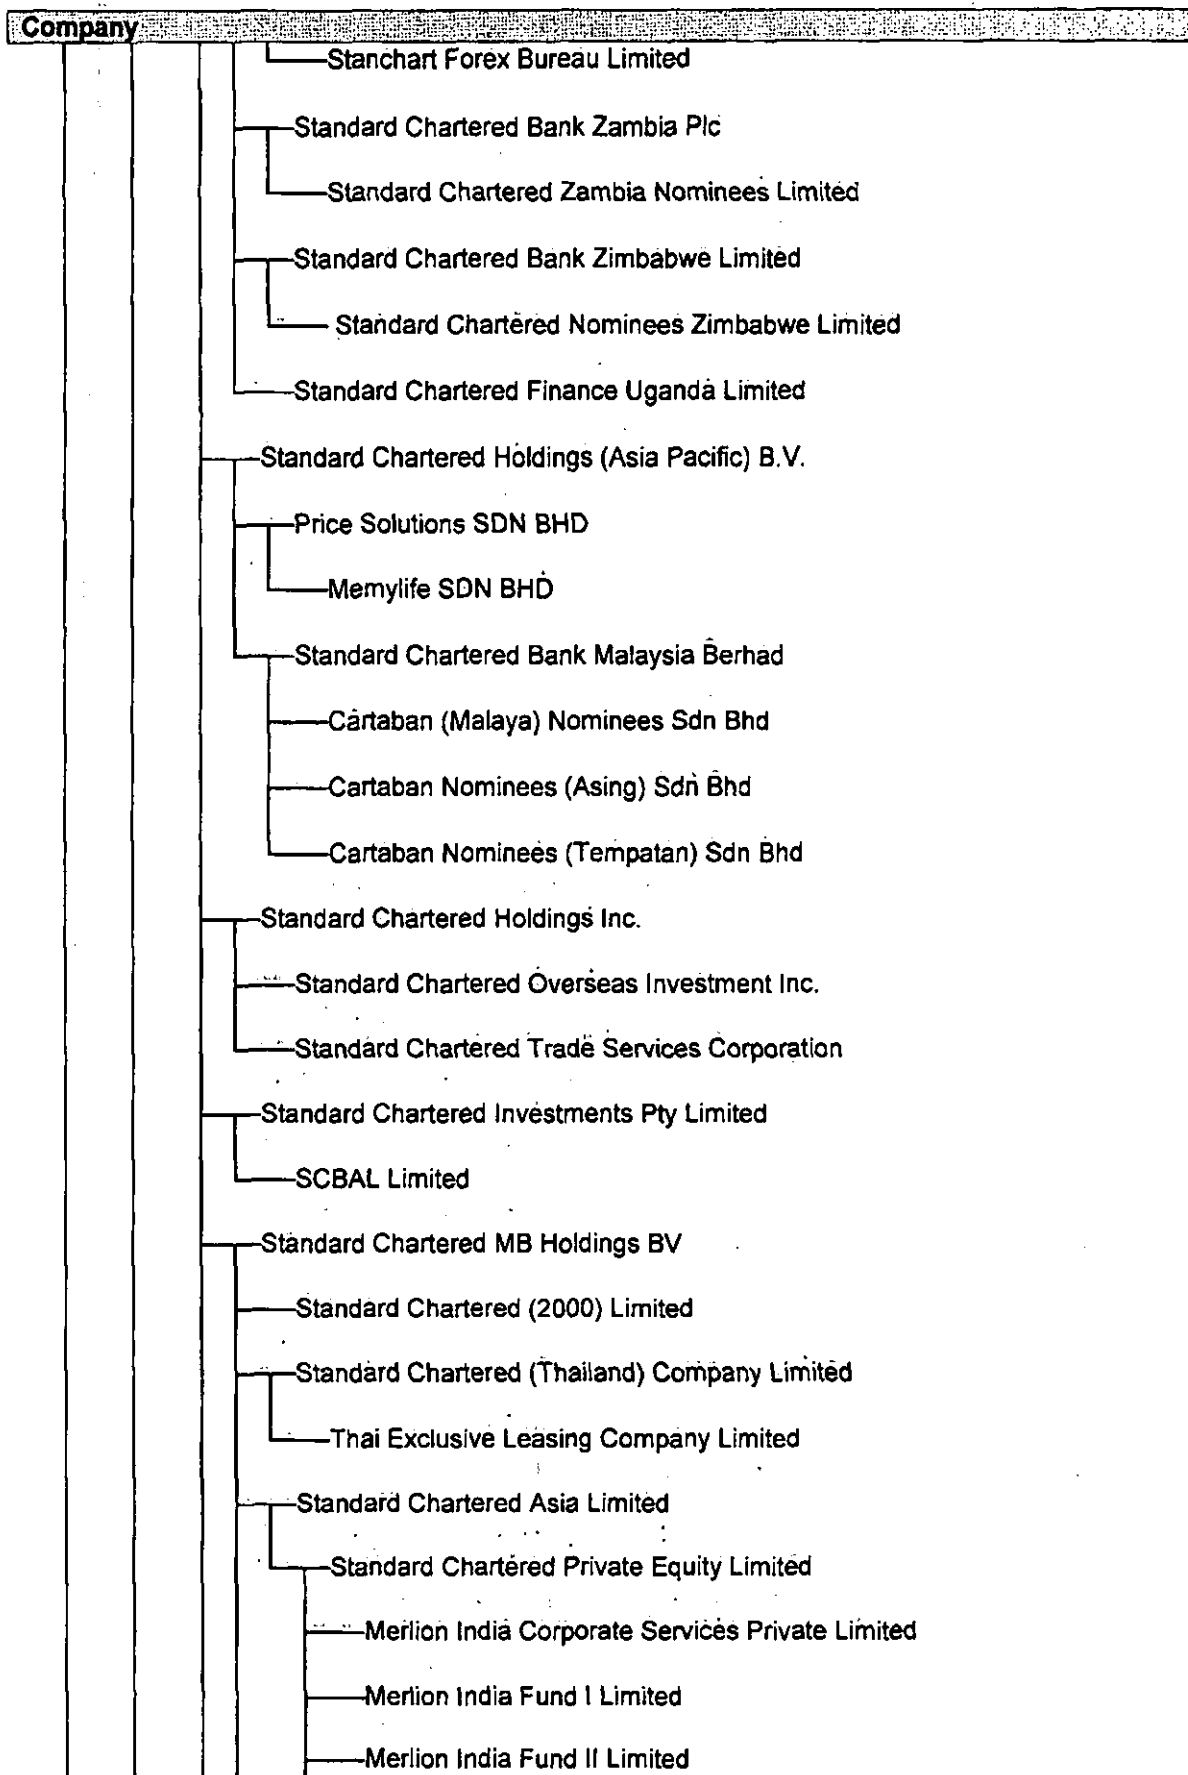 Company
Stanchart Forex Bureau Limited
Standard Chartered Bank Zambia Plc
Standard Chartered Zambia Nominees Limited
Standard Chartered Bank Zimbabwe Limited
Standard Chartered Nominees Zimbabwe Limited
Standard Chartered Finance Uganda Limited
Standard Chartered Holdings (Asia Pacific) B.V.
Price Solutions SDN BHD
Memylife SDN BHD
Standard Chartered Bank Malaysia Berhad
Cartaban (Malaya) Nominees Sdn Bhd
Cartaban Nominees (Asing) Sdn Bhd
Cartaban Nominees (Tempatan) Sdn Bhd
Standard Chartered Holdings Inc.
Standard Chartered Overseas Investment Inc.
Standard Chartered Trade Services Corporation
Standard Chartered Investments Pty Limited
SCBAL Limited
Standard Chartered MB Holdings BV
Standard Chartered (2000) Limited
Standard Chartered (Thailand) Company Limited
Thai Exclusive Leasing Company Limited
Standard Chartered Asia Limited
Standard Chartered Private Equity Limited
Merlion India Corporate Services Private Limited
Merlion India Fund I Limited
Merlion India Fund II Limited